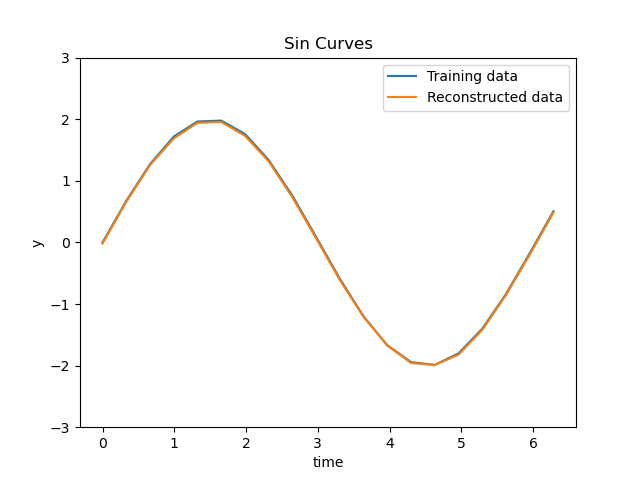 Sin Curves
Training data
Reconstructed data
y
3
2
1
0
−1
−2
−3
0 1 2 3 4 5 6
time